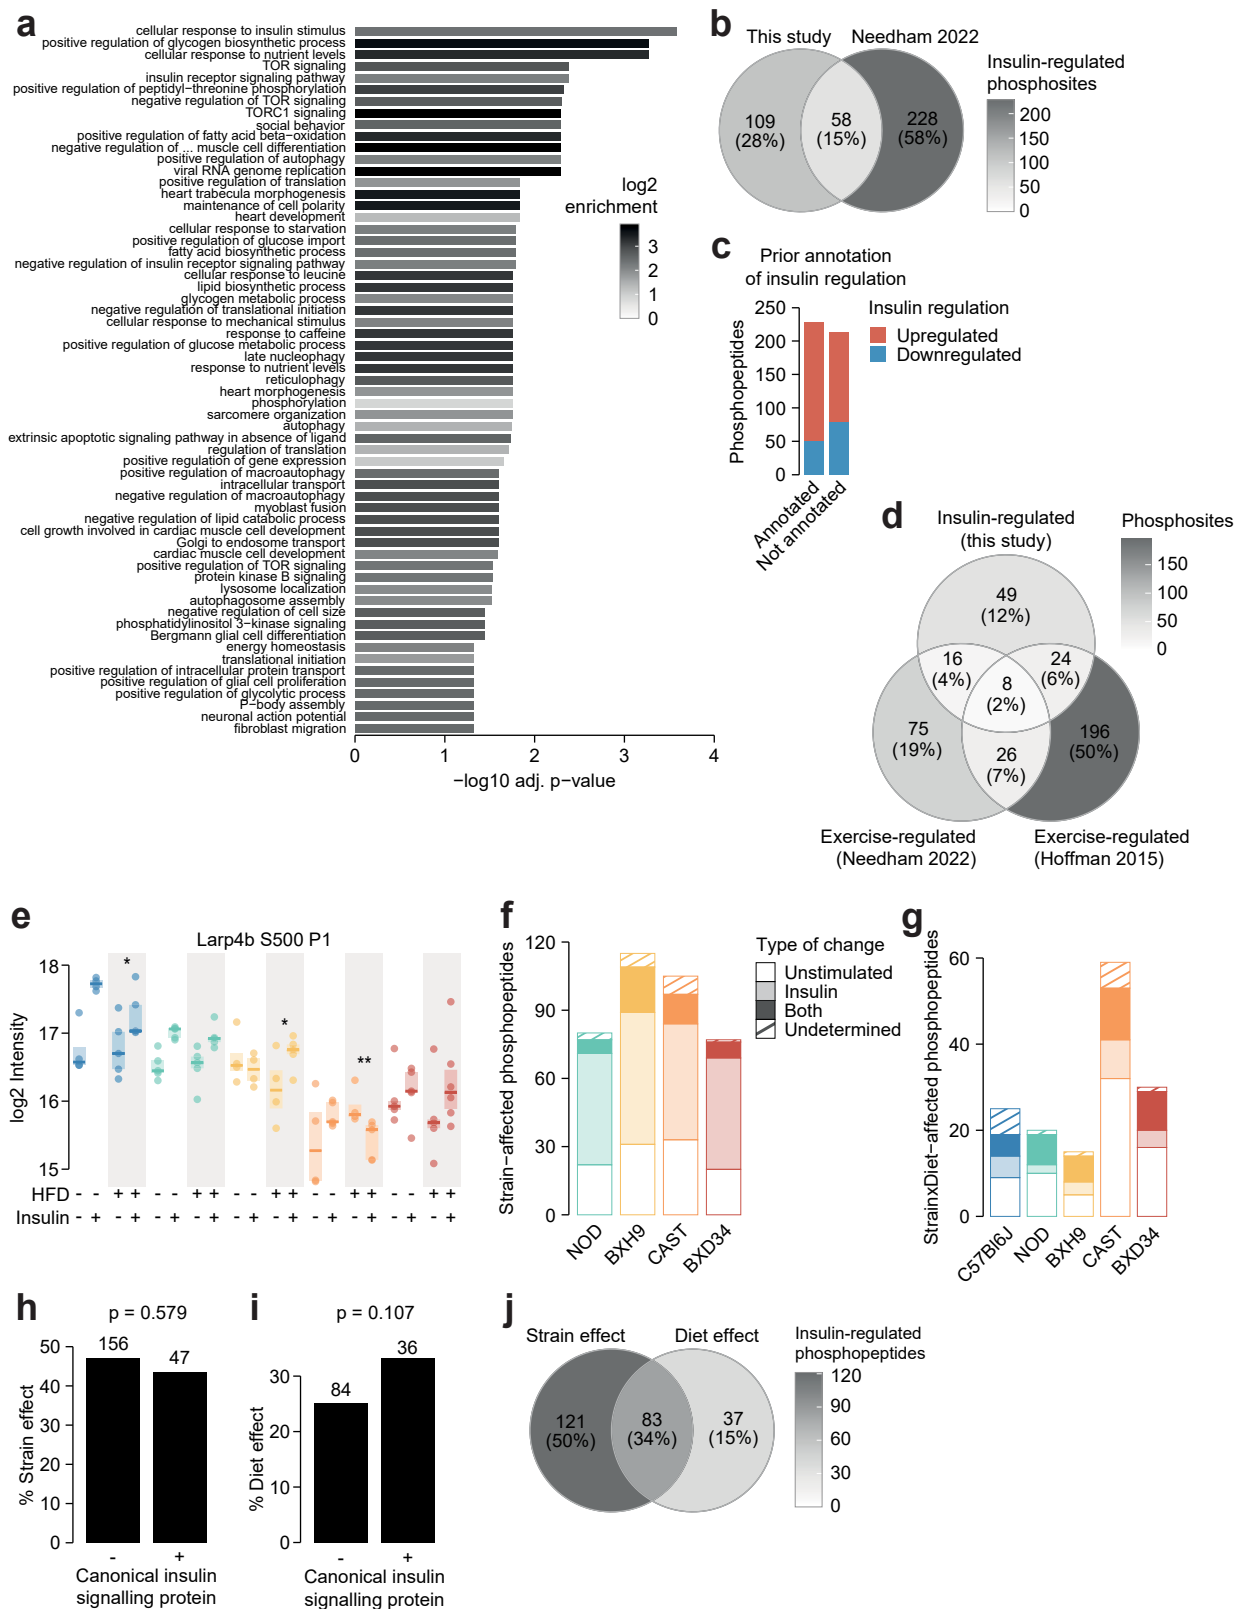 a
cellular response to insulin stimulus
positive regulation of glycogen biosynthetic process
cellular response to nutrient levels
TOR signaling
insulin receptor signaling pathway
positive regulation of peptidyl−threonine phosphorylation
negative regulation of TOR signaling
TORC1 signaling
social behavior
positive regulation of fatty acid beta−oxidation
negative regulation of ... muscle cell differentiation
positive regulation of autophagy
viral RNA genome replication
positive regulation of translation
heart trabecula morphogenesis
maintenance of cell polarity
heart development
cellular response to starvation
positive regulation of glucose import
fatty acid biosynthetic process
negative regulation of insulin receptor signaling pathway
cellular response to leucine
lipid biosynthetic process
glycogen metabolic process
negative regulation of translational initiation
cellular response to mechanical stimulus
response to caffeine
positive regulation of glucose metabolic process
late nucleophagy
response to nutrient levels
reticulophagy
heart morphogenesis
phosphorylation
sarcomere organization
autophagy
extrinsic apoptotic signaling pathway in absence of ligand
regulation of translation
positive regulation of gene expression
positive regulation of macroautophagy
intracellular transport
negative regulation of macroautophagy
myoblast fusion
negative regulation of lipid catabolic process
cell growth involved in cardiac muscle cell development
Golgi to endosome transport
cardiac muscle cell development
positive regulation of TOR signaling
protein kinase B signaling
lysosome localization
autophagosome assembly
negative regulation of cell size
phosphatidylinositol 3−kinase signaling
Bergmann glial cell differentiation
energy homeostasis
translational initiation
positive regulation of intracellular protein transport
positive regulation of glial cell proliferation
positive regulation of glycolytic process
P−body assembly
neuronal action potential
fibroblast migration
0 1 2 3 4
−log10 adj. p−value
log2
enrichment
3
2
1
0
b
This study Needham 2022
109
(28%)
58
(15%)
228
(58%)
Insulin-regulated
phosphosites
200
150
100
50
0
c
Prior annotation
of insulin regulation
Phosphopeptides
250
200
150
100
50
0
Annotated
Not annotated
Insulin regulation
Upregulated
Downregulated
d
Insulin-regulated
(this study)
49
(12%)
16
(4%)
24
(6%)
8
(2%)
75
(19%)
196
(50%)
26
(7%)
Exercise-regulated
(Needham 2022)
Exercise-regulated
(Hoffman 2015)
Phosphosites
150
100
50
0
e
Larp4b S500 P1
log2 Intensity
18
17
16
15
*
*
**
HFD - - + + - - + + - - + + - - + + - - + +
Insulin - + - + - + - + - + - + - + - + - + - +
f
Strain-affected phosphopeptides
120
90
60
30
0
NOD
BXH9
CAST
BXD34
Type of change
Unstimulated
Insulin
Both
Undetermined
g
StrainxDiet-affected phosphopeptides
60
40
20
0
C57Bl6J
NOD
BXH9
CAST
BXD34
h
p = 0.579
% Strain effect
50
40
30
20
10
0
156
47
- +
Canonical insulin
signalling protein
i
p = 0.107
% Diet effect
30
20
10
0
84
36
- +
Canonical insulin
signalling protein
j
Strain effect Diet effect
121
(50%)
83
(34%)
37
(15%)
Insulin-regulated
phosphopeptides
120
90
60
30
0